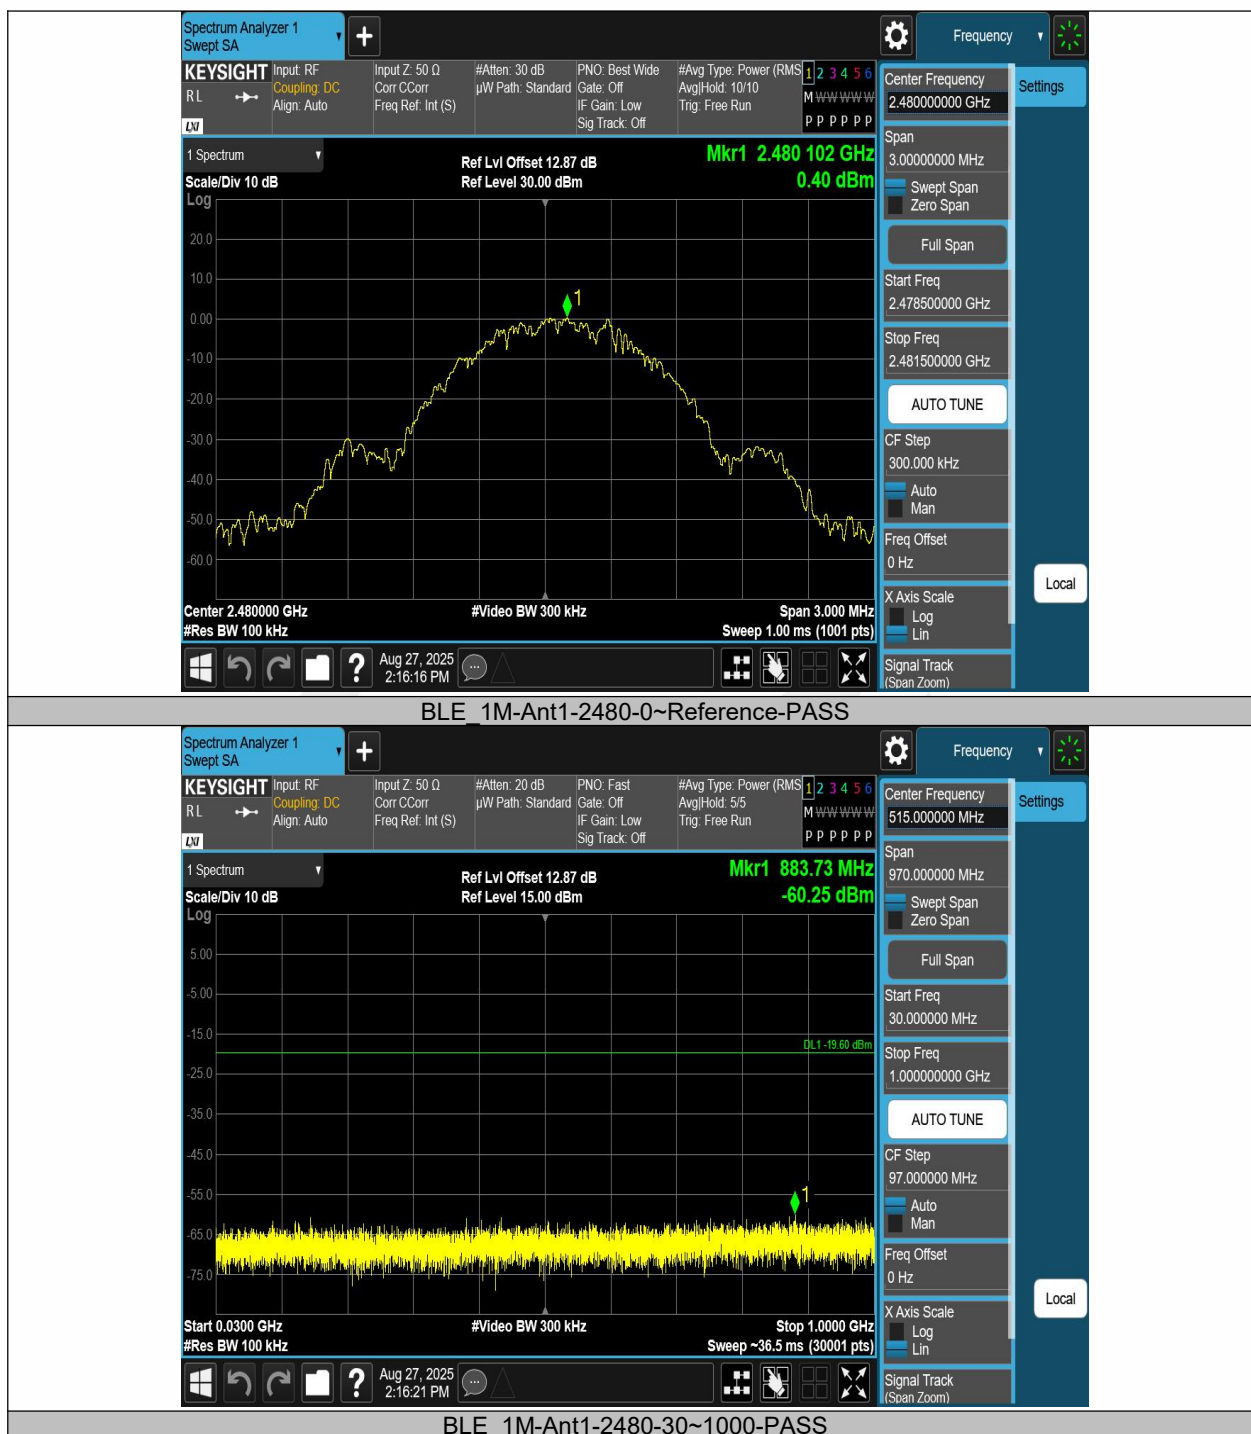 Spectrum Analyzer 1
Swept SA
Frequency
KEYSIGHT
R L
LXI
Input: RF
Coupling: DC
Align: Auto
Input Z: 50 Ω
Corr CCorr
Freq Ref: Int (S)
#Atten: 30 dB
µW Path: Standard
PNO: Best Wide
Gate: Off
IF Gain: Low
Sig Track: Off
#Avg Type: Power (RMS
Avg|Hold: 10/10
Trig: Free Run
1 2 3 4 5 6
M W W W W W
P P P P P P
1 Spectrum
Scale/Div 10 dB
Ref Lvl Offset 12.87 dB
Ref Level 30.00 dBm
Mkr1 2.480 102 GHz
0.40 dBm
Log
20.0
10.0
0.00
-10.0
-20.0
-30.0
-40.0
-50.0
-60.0
1
Center 2.480000 GHz
#Res BW 100 kHz
#Video BW 300 kHz
Span 3.000 MHz
Sweep 1.00 ms (1001 pts)
Aug 27, 2025
2:16:16 PM
Center Frequency
2.480000000 GHz
Settings
Span
3.00000000 MHz
Swept Span
Zero Span
Full Span
Start Freq
2.478500000 GHz
Stop Freq
2.481500000 GHz
AUTO TUNE
CF Step
300.000 kHz
Auto
Man
Freq Offset
0 Hz
X Axis Scale
Log
Lin
Local
Signal Track
(Span Zoom)
BLE_1M-Ant1-2480-0~Reference-PASS
Spectrum Analyzer 1
Swept SA
Frequency
KEYSIGHT
R L
LXI
Input: RF
Coupling: DC
Align: Auto
Input Z: 50 Ω
Corr CCorr
Freq Ref: Int (S)
#Atten: 20 dB
µW Path: Standard
PNO: Fast
Gate: Off
IF Gain: Low
Sig Track: Off
#Avg Type: Power (RMS
Avg|Hold: 5/5
Trig: Free Run
1 2 3 4 5 6
M W W W W W
P P P P P P
1 Spectrum
Scale/Div 10 dB
Ref Lvl Offset 12.87 dB
Ref Level 15.00 dBm
Mkr1 883.73 MHz
-60.25 dBm
Log
5.00
-5.00
-15.0
-25.0
-35.0
-45.0
-55.0
-65.0
-75.0
DL1 -19.60 dBm
1
Start 0.0300 GHz
#Res BW 100 kHz
#Video BW 300 kHz
Stop 1.0000 GHz
Sweep ~36.5 ms (30001 pts)
Aug 27, 2025
2:16:21 PM
Center Frequency
515.000000 MHz
Settings
Span
970.000000 MHz
Swept Span
Zero Span
Full Span
Start Freq
30.000000 MHz
Stop Freq
1.000000000 GHz
AUTO TUNE
CF Step
97.000000 MHz
Auto
Man
Freq Offset
0 Hz
X Axis Scale
Log
Lin
Local
Signal Track
(Span Zoom)
BLE_1M-Ant1-2480-30~1000-PASS